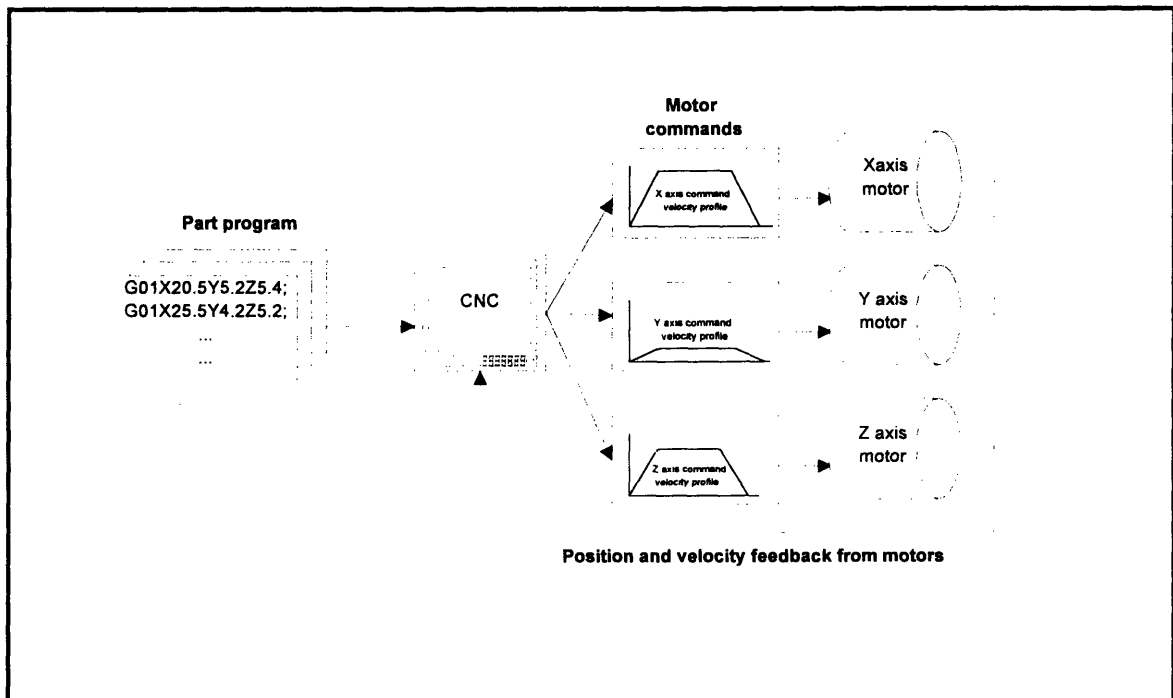 Motor
commands
X axis command
velocity profile
Xaxis
motor
Part program
G01X20.5Y5.2Z5.4;
G01X25.5Y4.2Z5.2;
...
...
CNC
Y axis command
velocity profile
Y axis
motor
Z axis command
velocity profile
Z axis
motor
Position and velocity feedback from motors